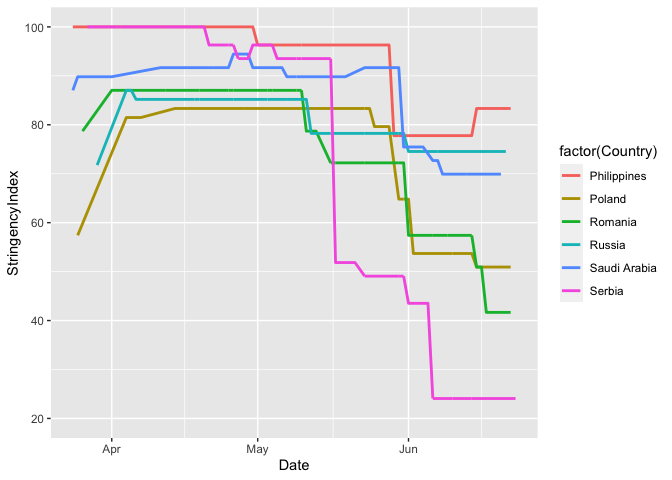 100
80
60
40
20
StringencyIndex
Apr
May
Jun
Date
factor(Country)
Philippines
Poland
Romania
Russia
Saudi Arabia
Serbia